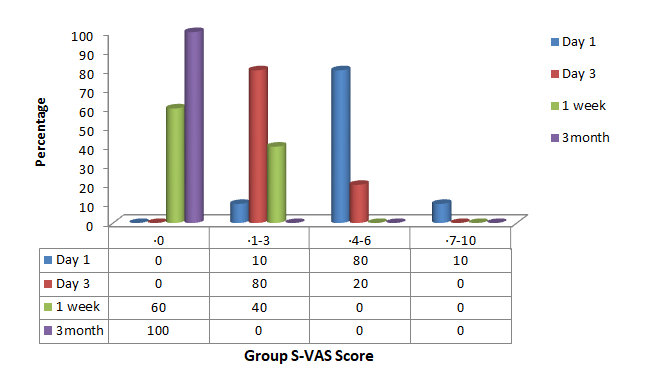 100
90
80
70
60
50
40
30
20
10
0
Percentage
Day 1
Day 3
1 week
3month
·0 ·1-3 ·4-6 ·7-10
Day 1 0 10 80 10
Day 3 0 80 20 0
1 week 60 40 0 0
3month 100 0 0 0
Group S-VAS Score